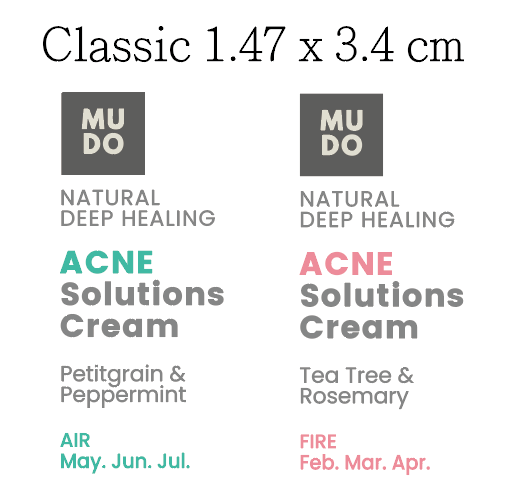 Classic 1.47 x 3.4 cm
MU
DO
NATURAL
DEEP HEALING
ACNE
Solutions
Cream
Petitgrain &
Peppermint
AIR
May. Jun. Jul.
MU
DO
NATURAL
DEEP HEALING
ACNE
Solutions
Cream
Tea Tree &
Rosemary
FIRE
Feb. Mar. Apr.